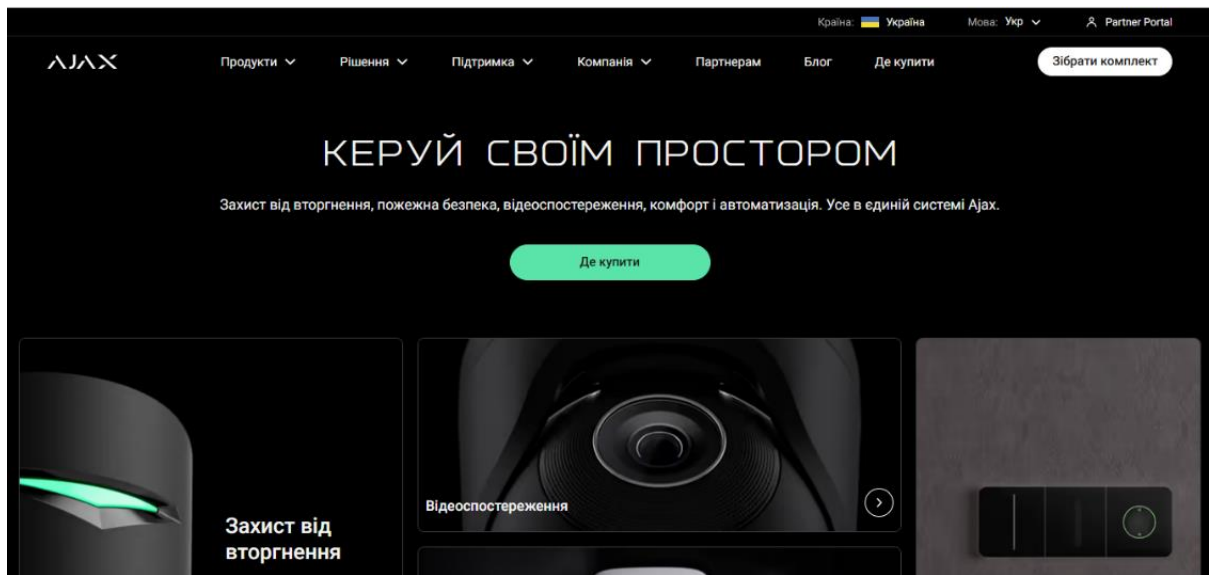 Країна: Україна Мова: Укр Partner Portal
AJAX Продукти Рішення Підтримка Компанія Партнерам Блог Де купити Зібрати комплект
КЕРУЙ СВОЇМ ПРОСТОРОМ
Захист від вторгнення, пожежна безпека, відеоспостереження, комфорт і автоматизація. Усе в єдиній системі Ajax.
Де купити
Відеоспостереження
Захист від
вторгнення